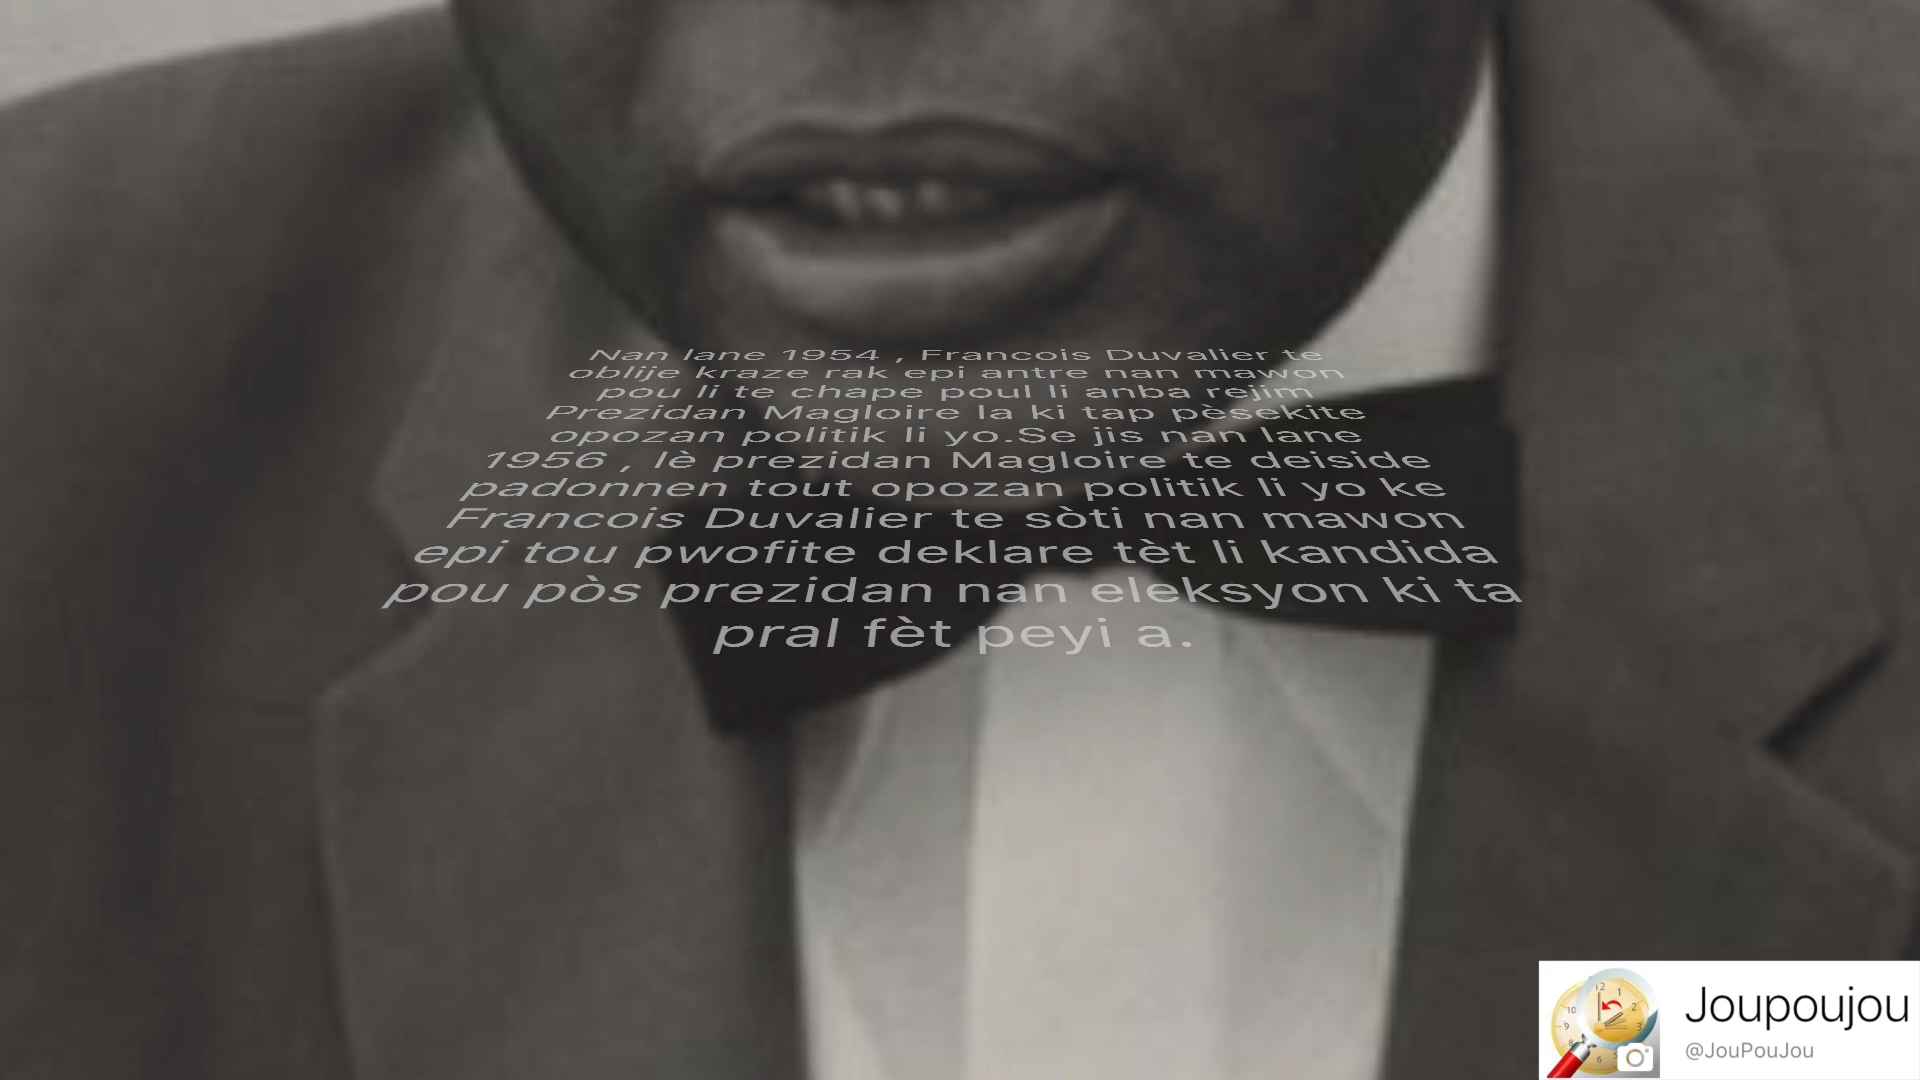 Nan lane 1954 , Francois Duvalier te
oblije kraze rak epi antre nan mawon
pou li te chape poul li anba rejim
Prezidan Magloire la ki tap pèsekite
opozan politik li yo.Se jis nan lane
1956 , lè prezidan Magloire te deiside
padonnen tout opozan politik li yo ke
Francois Duvalier te sòti nan mawon
epi tou pwofite deklare tèt li kandida
pou pòs prezidan nan eleksyon ki ta
pral fèt peyi a.
Joupoujou
@JouPouJou